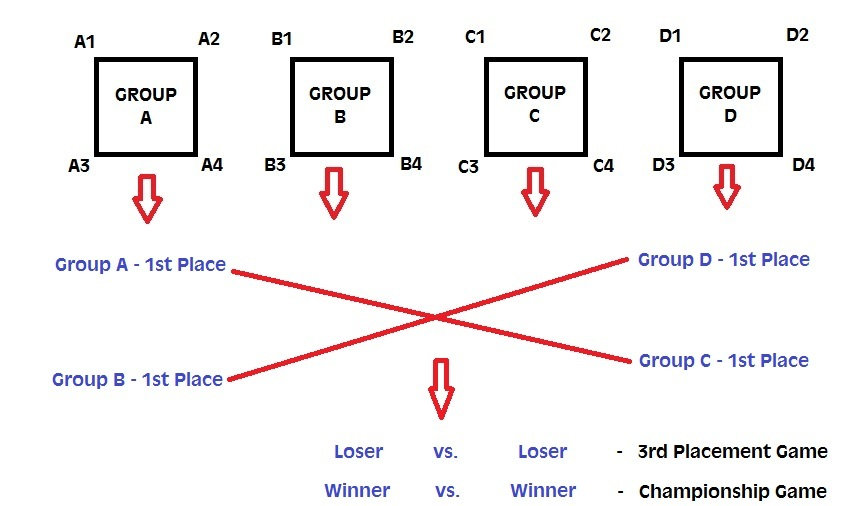 A1 A2 B1 B2 C1 C2 D1 D2
GROUP A
GROUP B
GROUP C
GROUP D
A3 A4 B3 B4 C3 C4 D3 D4
Group A - 1st Place
Group D - 1st Place
Group B - 1st Place
Group C - 1st Place
Loser vs. Loser - 3rd Placement Game
Winner vs. Winner - Championship Game